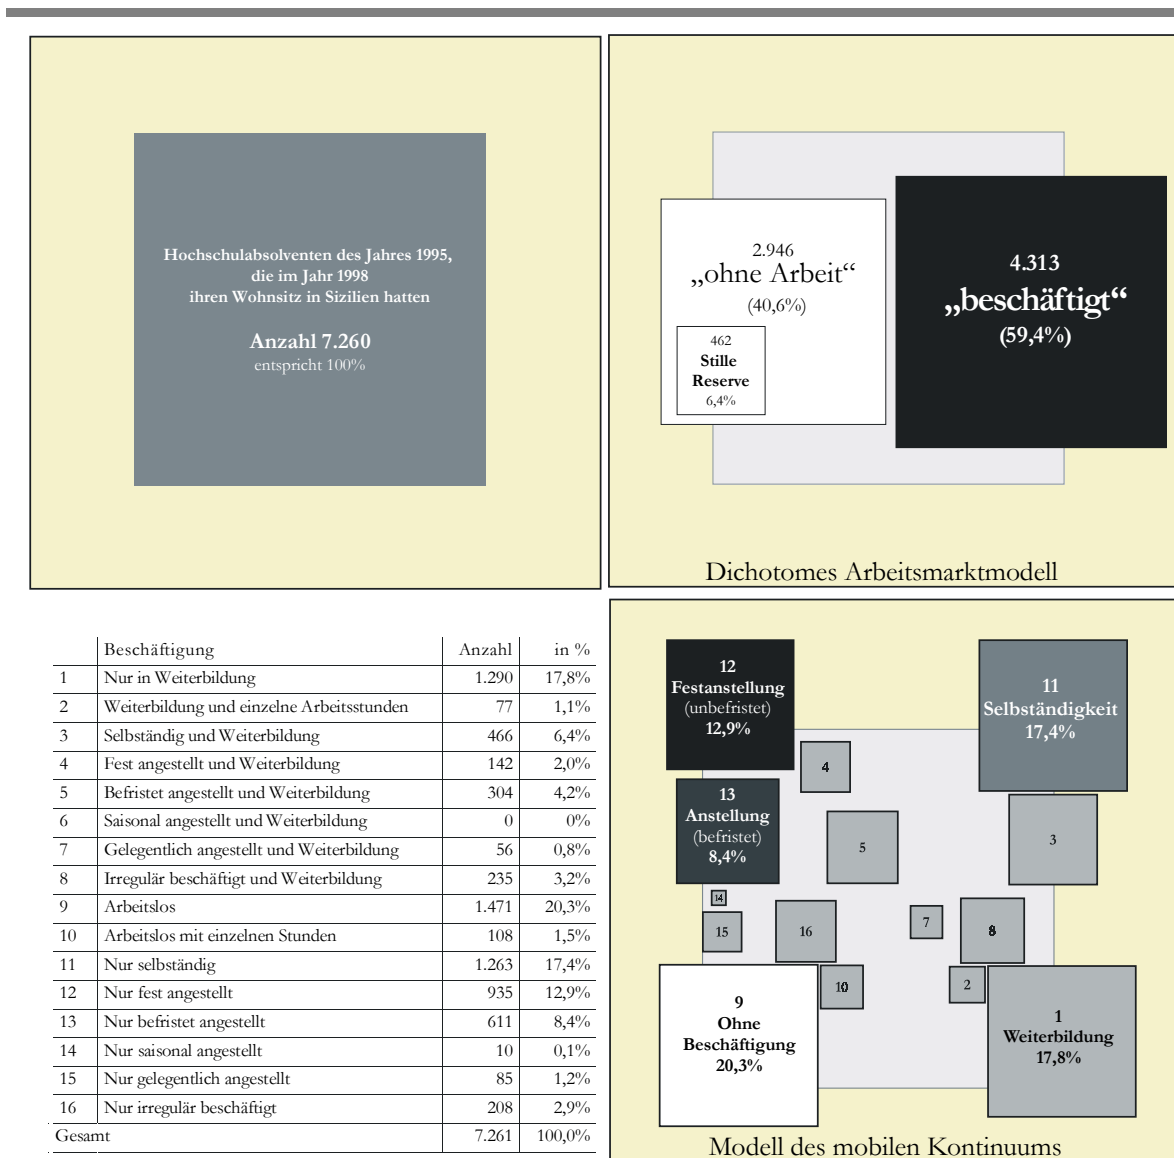 Hochschulabsolventen des Jahres 1995,
die im Jahr 1998
ihren Wohnsitz in Sizilien hatten
Anzahl 7.260
entspricht 100%
2.946
„ohne Arbeit“
(40,6%)
462
Stille
Reserve
6,4%
4.313
„beschäftigt“
(59,4%)
Dichotomes Arbeitsmarktmodell
Beschäftigung Anzahl in %
1 Nur in Weiterbildung 1.290 17,8%
2 Weiterbildung und einzelne Arbeitsstunden 77 1,1%
3 Selbständig und Weiterbildung 466 6,4%
4 Fest angestellt und Weiterbildung 142 2,0%
5 Befristet angestellt und Weiterbildung 304 4,2%
6 Saisonal angestellt und Weiterbildung 0 0%
7 Gelegentlich angestellt und Weiterbildung 56 0,8%
8 Irregulär beschäftigt und Weiterbildung 235 3,2%
9 Arbeitslos 1.471 20,3%
10 Arbeitslos mit einzelnen Stunden 108 1,5%
11 Nur selbständig 1.263 17,4%
12 Nur fest angestellt 935 12,9%
13 Nur befristet angestellt 611 8,4%
14 Nur saisonal angestellt 10 0,1%
15 Nur gelegentlich angestellt 85 1,2%
16 Nur irregulär beschäftigt 208 2,9%
Gesamt 7.261 100,0%
12
Festanstellung
(unbefristet)
12,9%
11
Selbständigkeit
17,4%
4
13
Anstellung
(befristet)
8,4%
5
3
14
15
16
7
8
10
2
9
Ohne
Beschäftigung
20,3%
1
Weiterbildung
17,8%
Modell des mobilen Kontinuums